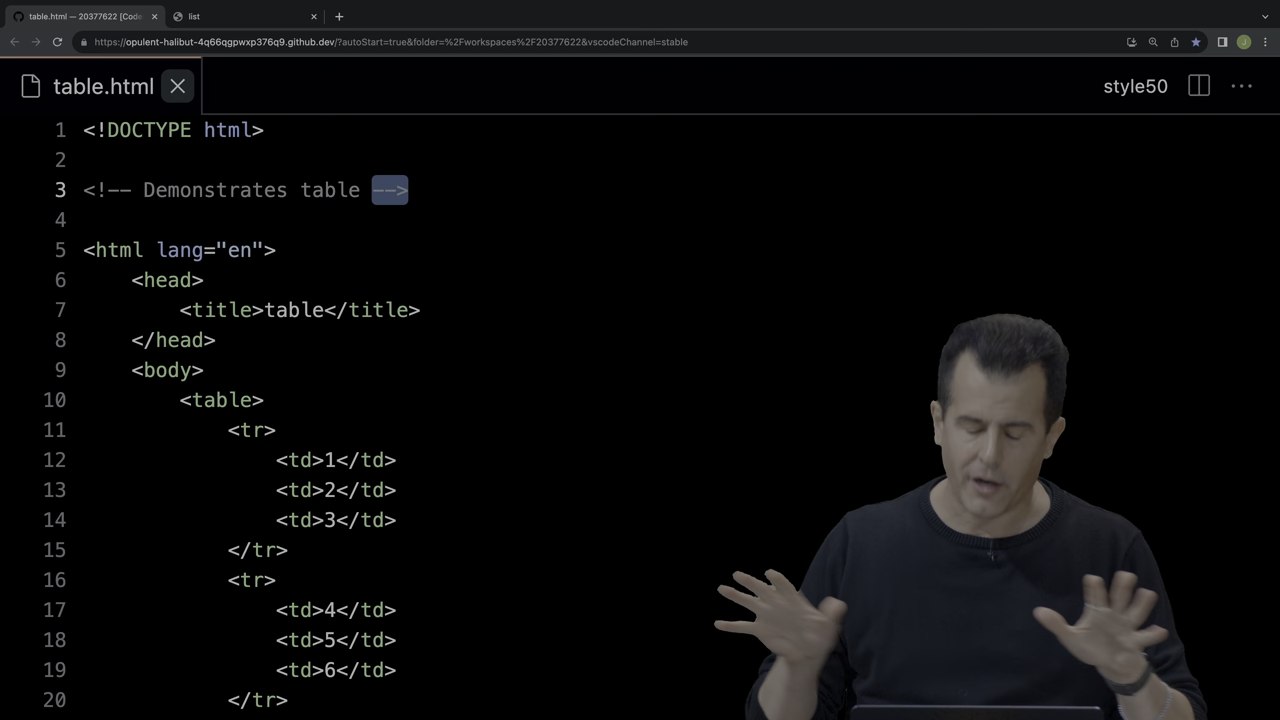 table.html — 20377622 [Code
list
https://opulent-halibut-4q66qgpwxp376q9.github.dev/?autoStart=true&folder=%2Fworkspaces%2F20377622&vscodeChannel=stable
J
table.html
style50
1 <!DOCTYPE html>
2
3 <!-- Demonstrates table -->
4
5 <html lang="en">
6 <head>
7 <title>table</title>
8 </head>
9 <body>
10 <table>
11 <tr>
12 <td>1</td>
13 <td>2</td>
14 <td>3</td>
15 </tr>
16 <tr>
17 <td>4</td>
18 <td>5</td>
19 <td>6</td>
20 </tr>